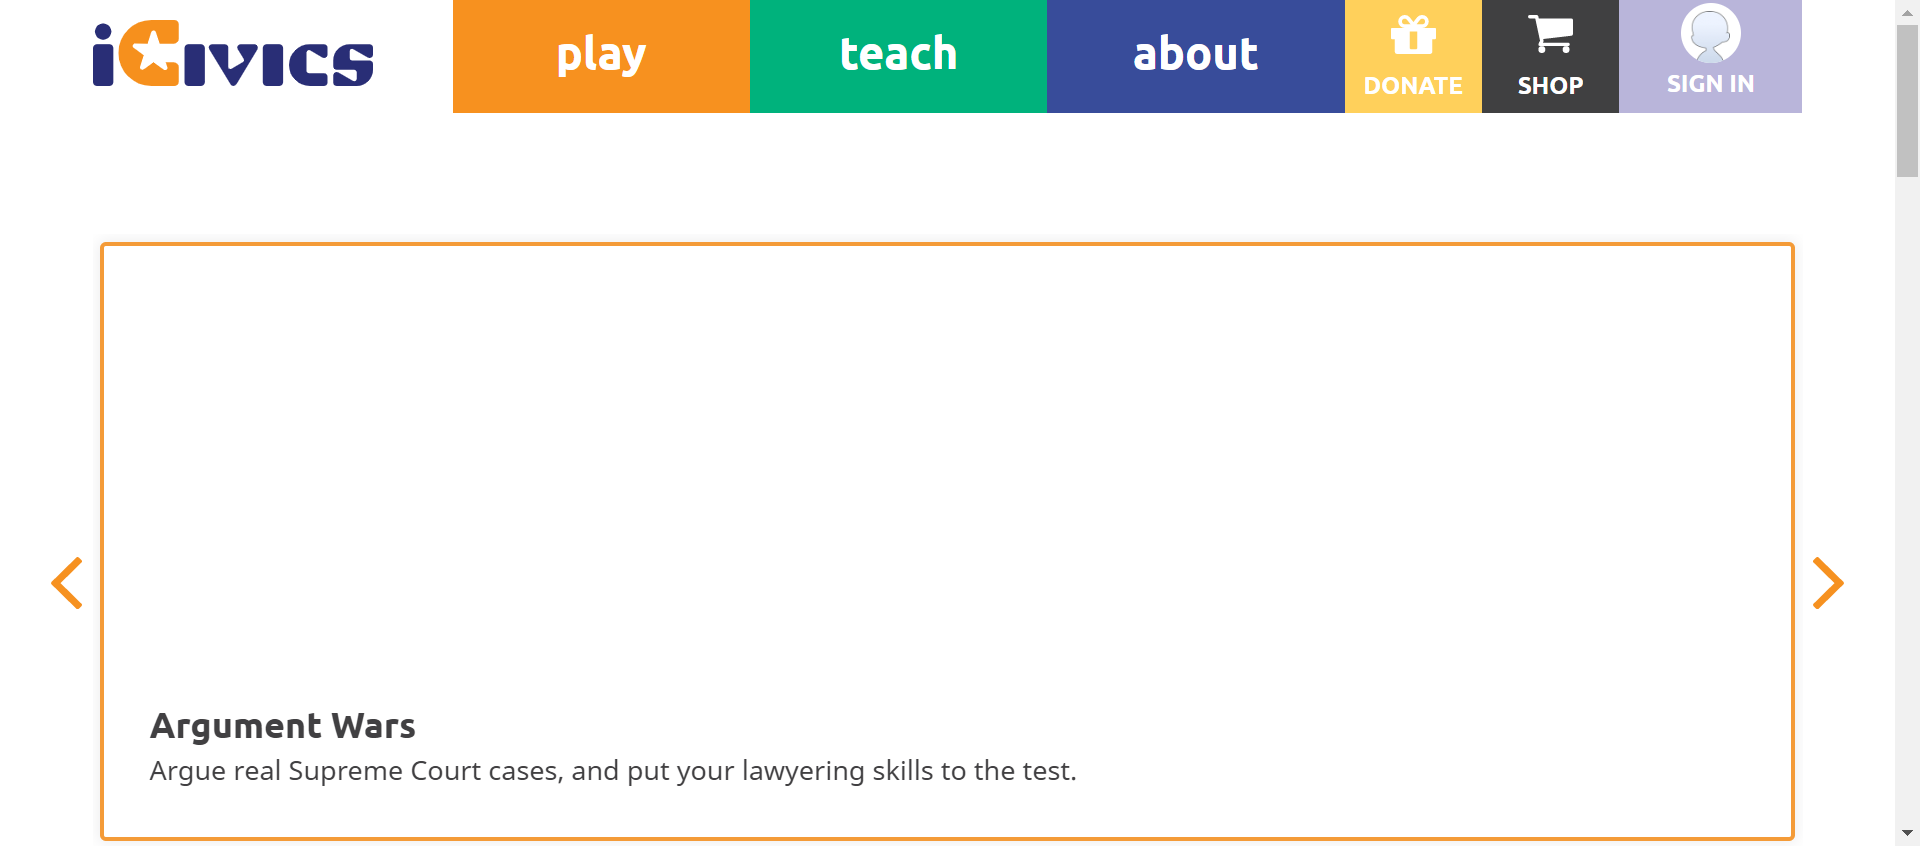 iCivics
play
teach
about
DONATE
SHOP
SIGN IN
Argument Wars
Argue real Supreme Court cases, and put your lawyering skills to the test.